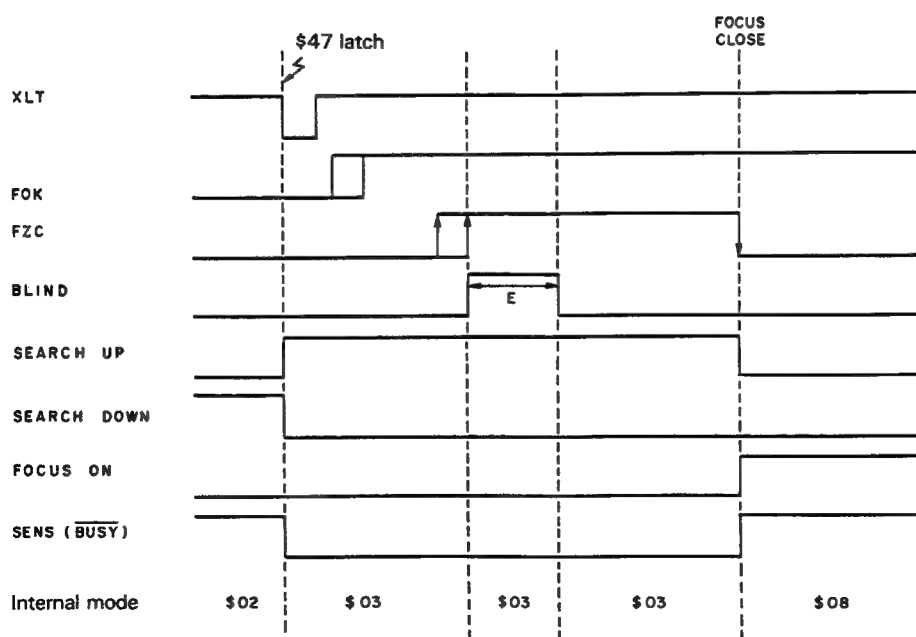 FOCUS
CLOSE
$47 latch
XLT
FOK
FZC
BLIND
E
SEARCH UP
SEARCH DOWN
FOCUS ON
SENS (BUSY)
Internal mode $02 $03 $03 $03 $08